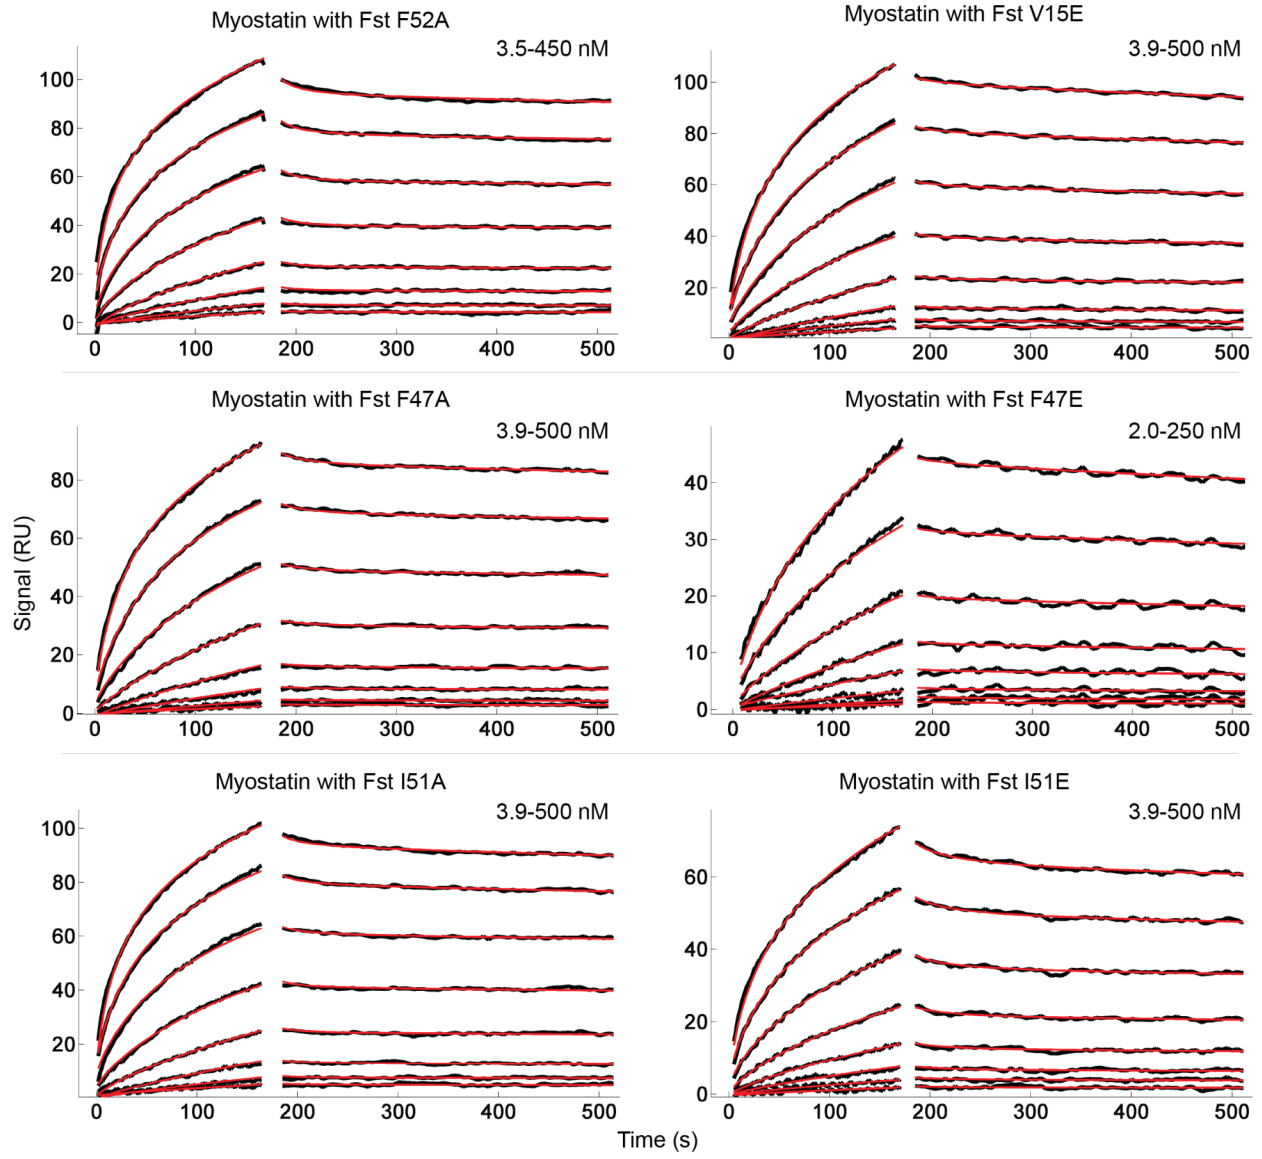 Myostatin with Fst F52A
3.5-450 nM
100
80
60
40
20
0
0 100 200 300 400 500
Myostatin with Fst V15E
3.9-500 nM
100
80
60
40
20
0 100 200 300 400 500
Myostatin with Fst F47A
3.9-500 nM
80
60
40
20
0
0 100 200 300 400 500
Myostatin with Fst F47E
2.0-250 nM
40
30
20
10
0
0 100 200 300 400 500
Signal (RU)
Myostatin with Fst I51A
3.9-500 nM
100
80
60
40
20
0 100 200 300 400 500
Myostatin with Fst I51E
3.9-500 nM
60
40
20
0
0 100 200 300 400 500
Time (s)